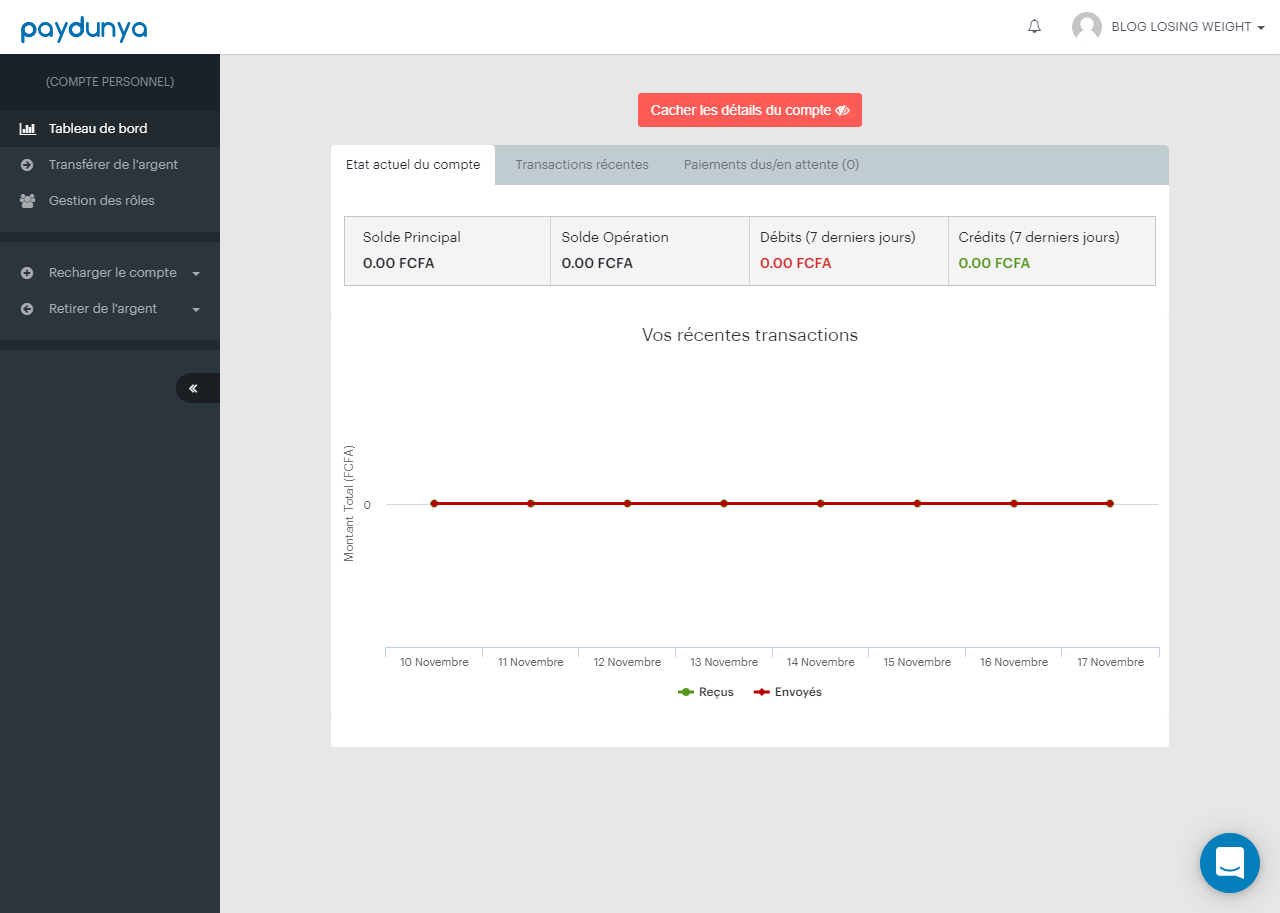 paydunya
BLOG LOSING WEIGHT
(COMPTE PERSONNEL)
Tableau de bord
Transférer de l'argent
Gestion des rôles
Recharger le compte
Retirer de l'argent
Cacher les détails du compte
Etat actuel du compte
Transactions récentes
Paiements dus/en attente (0)
Solde Principal
0.00 FCFA
Solde Opération
0.00 FCFA
Débits (7 derniers jours)
0.00 FCFA
Crédits (7 derniers jours)
0.00 FCFA
Vos récentes transactions
Montant Total (FCFA)
0
10 Novembre
11 Novembre
12 Novembre
13 Novembre
14 Novembre
15 Novembre
16 Novembre
17 Novembre
Reçus
Envoyés